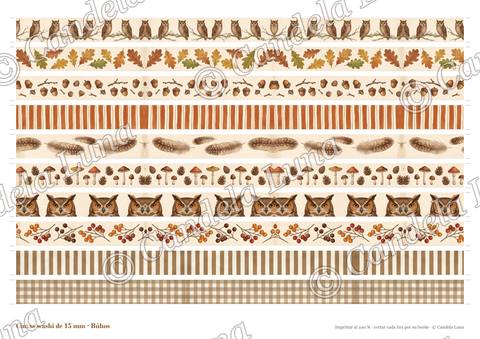 © Candela Luna
© Candela Luna
© Candela Luna
© Candela Luna
Cintas washi de 15 mm · Búhos
Imprimir al 100 % · cortar cada tira por su borde · © Candela Luna